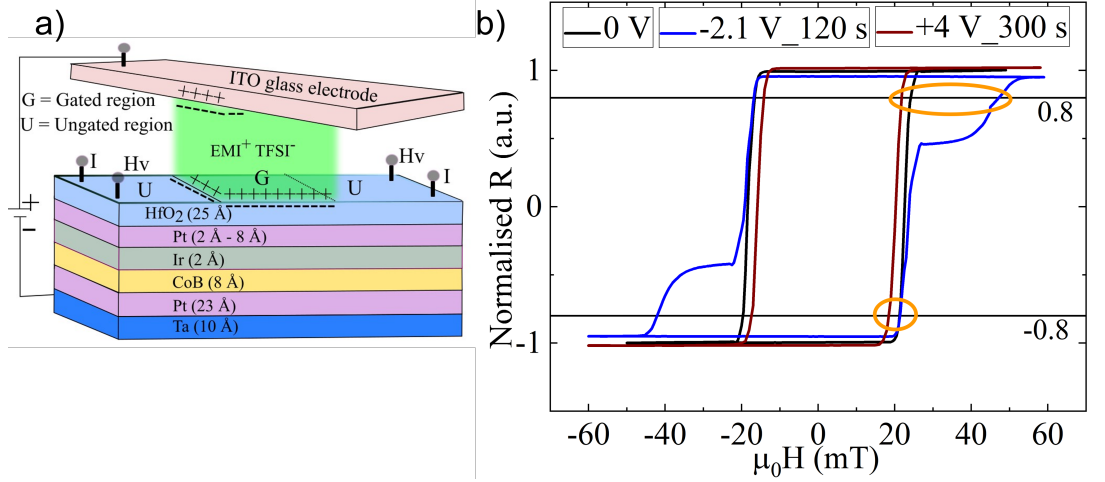 a)
ITO glass electrode
G = Gated region
U = Ungated region
++++
EMI+ TFSI-
I
Hv
U
G
U
Hv
I
+++
++++++++++
+
−
HfO2 (25 Å)
Pt (2 Å - 8 Å)
Ir (2 Å)
CoB (8 Å)
Pt (23 Å)
Ta (10 Å)
b)
0 V
-2.1 V_120 s
+4 V_300 s
Normalised R (a.u.)
1
0
-1
0.8
-0.8
-60 -40 -20 0 20 40 60
μ0H (mT)